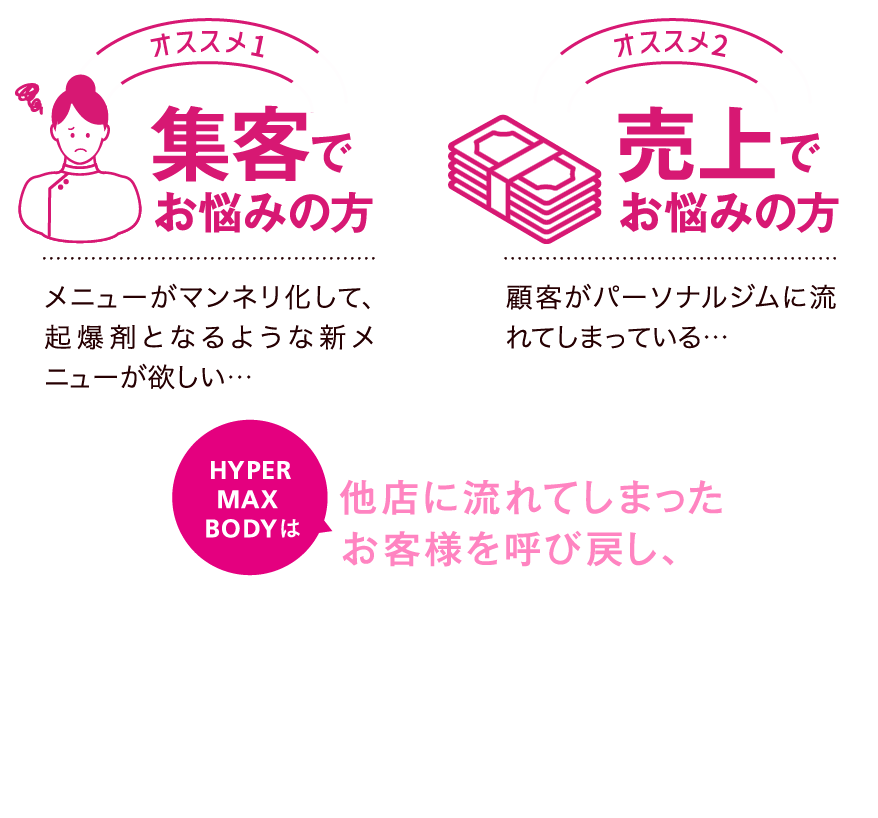 オススメ1
集客で
お悩みの方
メニューがマンネリ化して、
起爆剤となるような新メ
ニューが欲しい…
オススメ2
売上で
お悩みの方
顧客がパーソナルジムに流
れてしまっている…
HYPER
MAX
BODYは
他店に流れてしまった
お客様を呼び戻し、